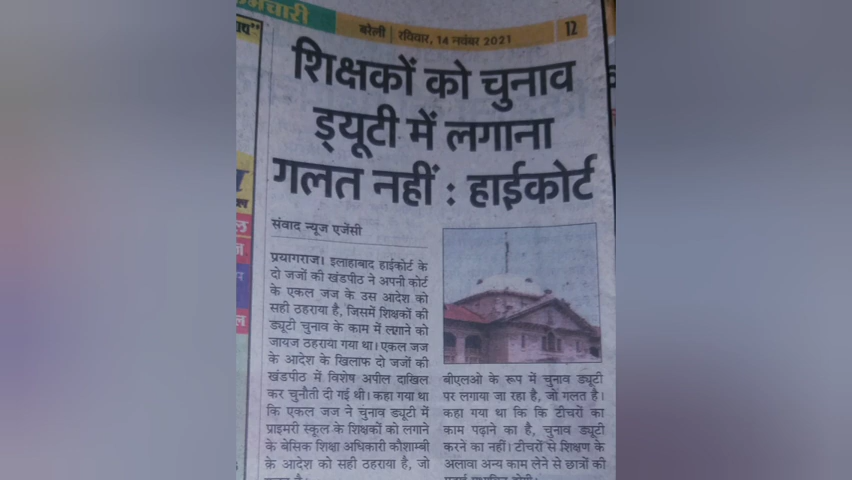 मचारी
बरेली | रविवार, 14 नवंबर 2021
12
शिक्षकों को चुनाव
ड्यूटी में लगाना
गलत नहीं : हाईकोर्ट
संवाद न्यूज एजेंसी
प्रयागराज। इलाहाबाद हाईकोर्ट के
दो जजों की खंडपीठ ने अपनी कोर्ट
के एकल जज के उस आदेश को
सही ठहराया है, जिसमें शिक्षकों की
ड्यूटी चुनाव के काम में लगाने को
जायज ठहराया गया था। एकल जज
के आदेश के खिलाफ दो जजों की
खंडपीठ में विशेष अपील दाखिल
कर चुनौती दी गई थी। कहा गया था
कि एकल जज ने चुनाव ड्यूटी में
प्राइमरी स्कूल के शिक्षकों को लगाने
के बेसिक शिक्षा अधिकारी कौशाम्बी
के आदेश को सही ठहराया है, जो
बीएलओ के रूप में चुनाव ड्यूटी
पर लगाया जा रहा है, जो गलत है।
कहा गया था कि कि टीचरों का
काम पढ़ाने का है, चुनाव ड्यूटी
करने का नहीं। टीचरों से शिक्षण के
अलावा अन्य काम लेने से छात्रों की